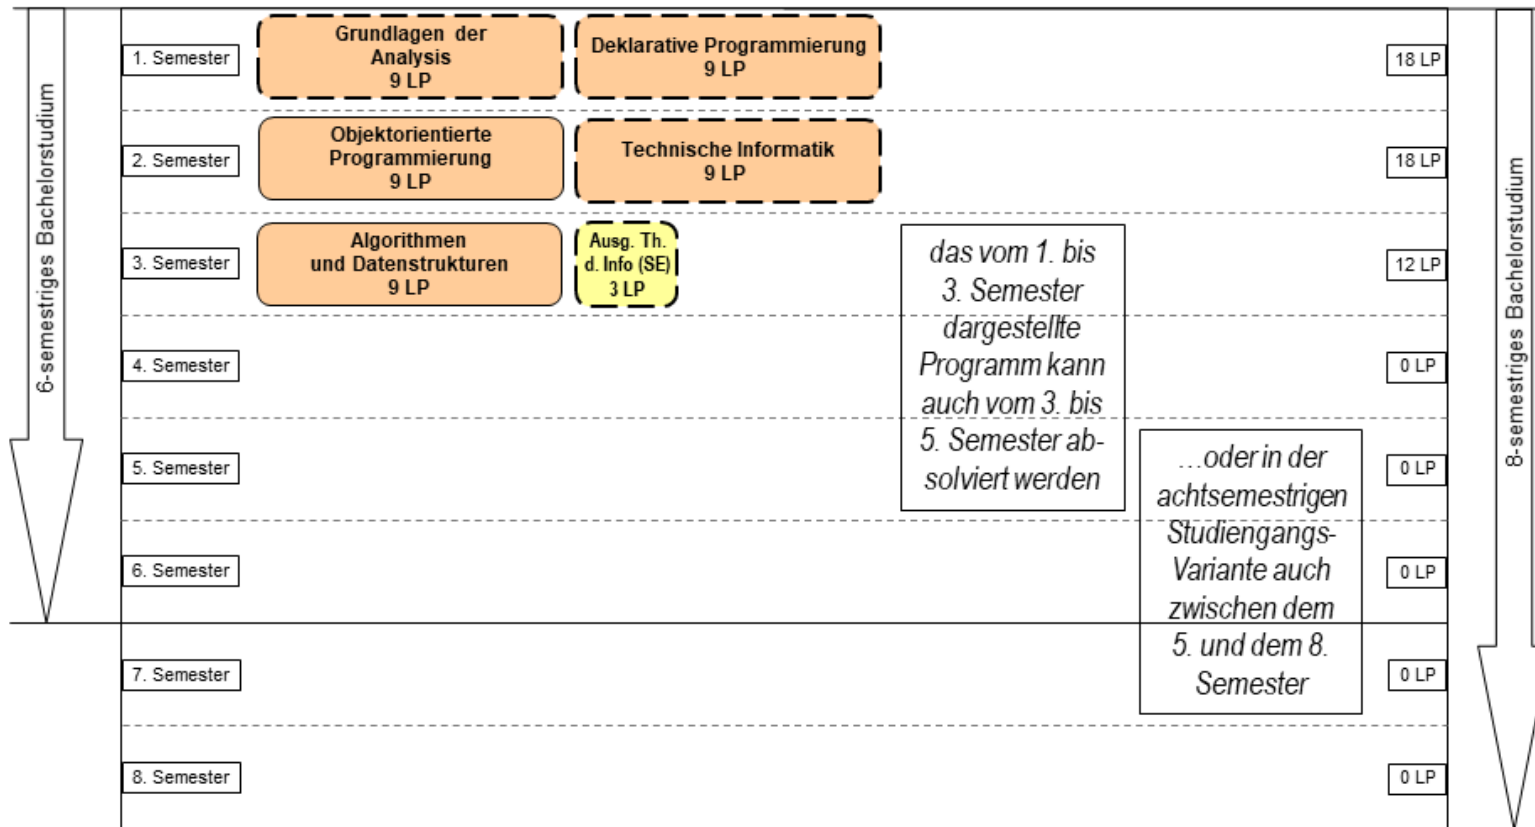 6-semestriges Bachelorstudium
1. Semester
Grundlagen der
Analysis
9 LP
Deklarative Programmierung
9 LP
18 LP
2. Semester
Objektorientierte
Programmierung
9 LP
Technische Informatik
9 LP
18 LP
3. Semester
Algorithmen
und Datenstrukturen
9 LP
Ausg. Th.
d. Info (SE)
3 LP
12 LP
das vom 1. bis
3. Semester
dargestellte
Programm kann
auch vom 3. bis
5. Semester ab-
solviert werden
4. Semester
0 LP
5. Semester
0 LP
...oder in der
achtsemestrigen
Studiengangs-
Variante auch
zwischen dem
5. und dem 8.
Semester
6. Semester
0 LP
7. Semester
0 LP
8. Semester
0 LP
8-semestriges Bachelorstudium